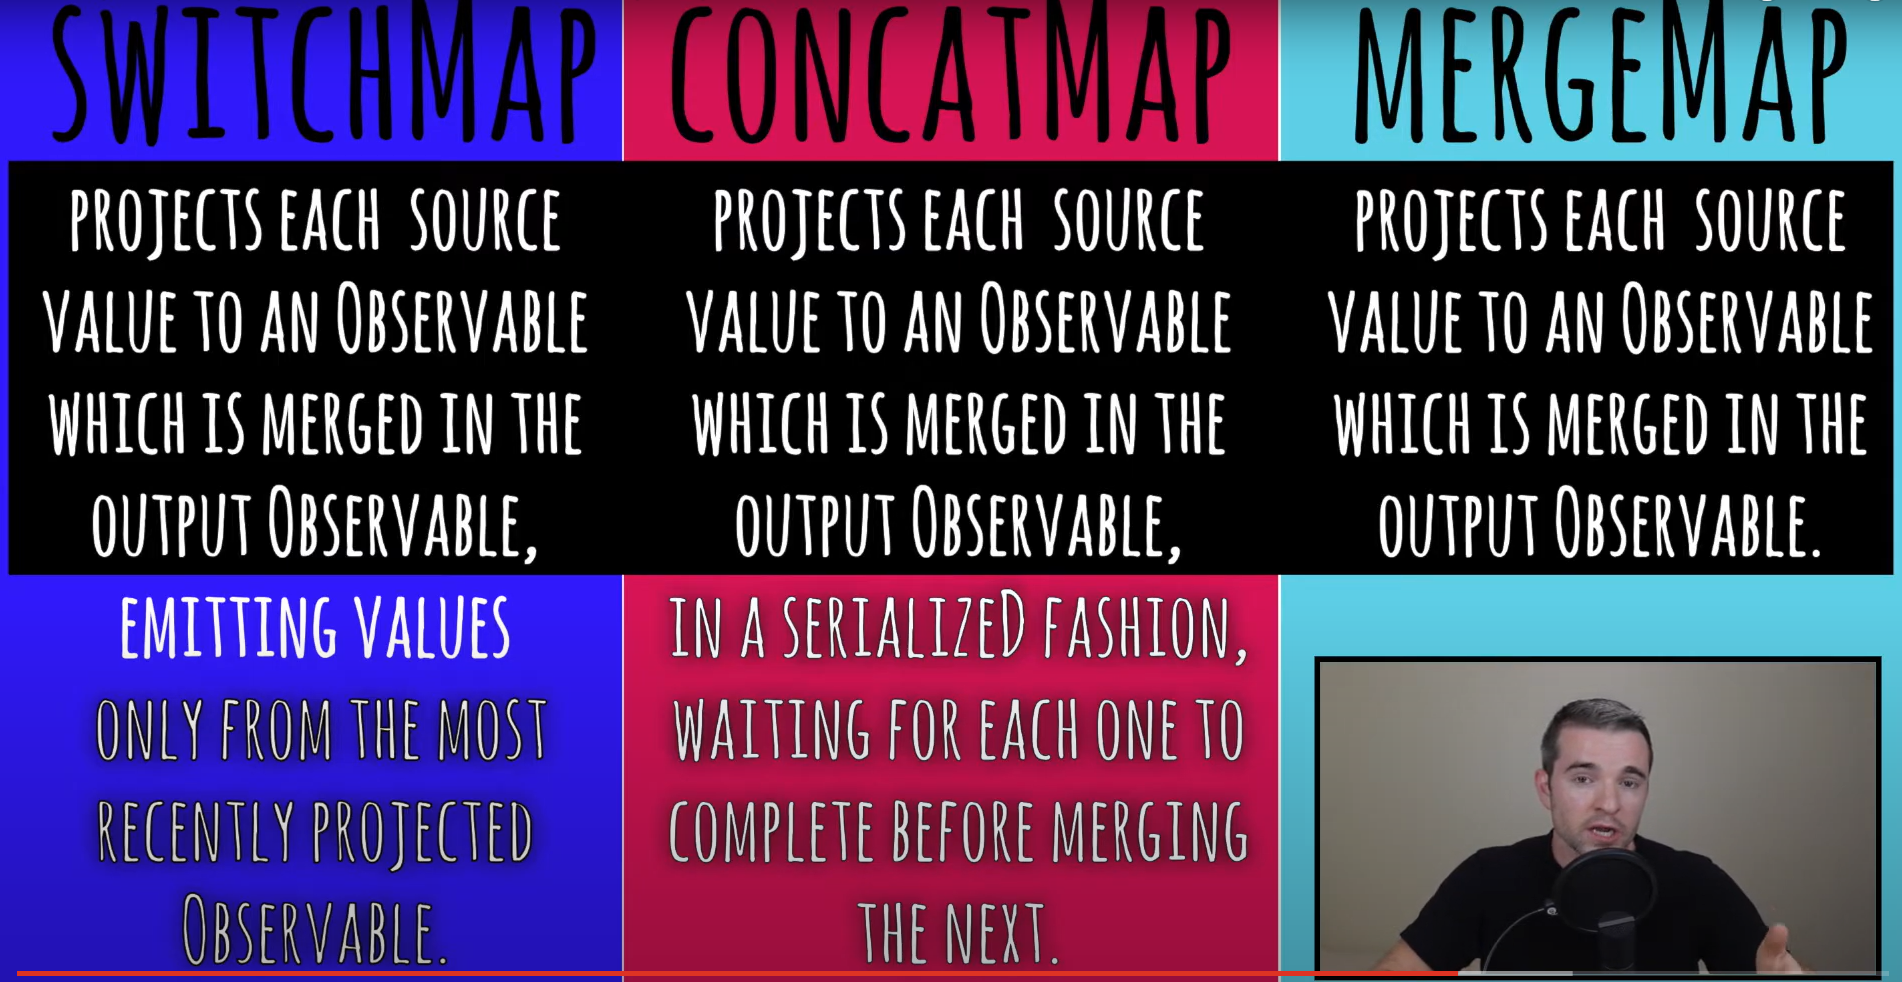 switchMap
projects each source
value to an Observable
which is merged in the
output Observable,
emitting values
only from the most
recently projected
Observable.
concatMap
projects each source
value to an Observable
which is merged in the
output Observable,
in a serialized fashion,
waiting for each one to
complete before merging
the next.
mergeMap
projects each source
value to an Observable
which is merged in the
output Observable.